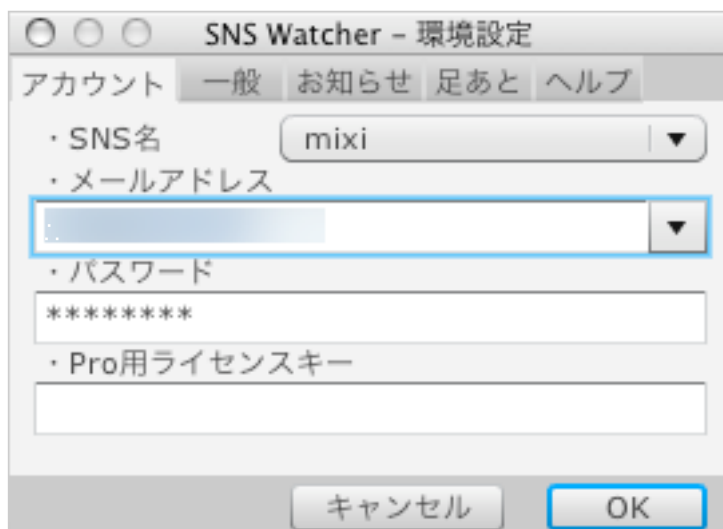 SNS Watcher – 環境設定
アカウント 一般 お知らせ 足あと ヘルプ
・SNS名 mixi
・メールアドレス
・パスワード
********
・Pro用ライセンスキー
キャンセル OK